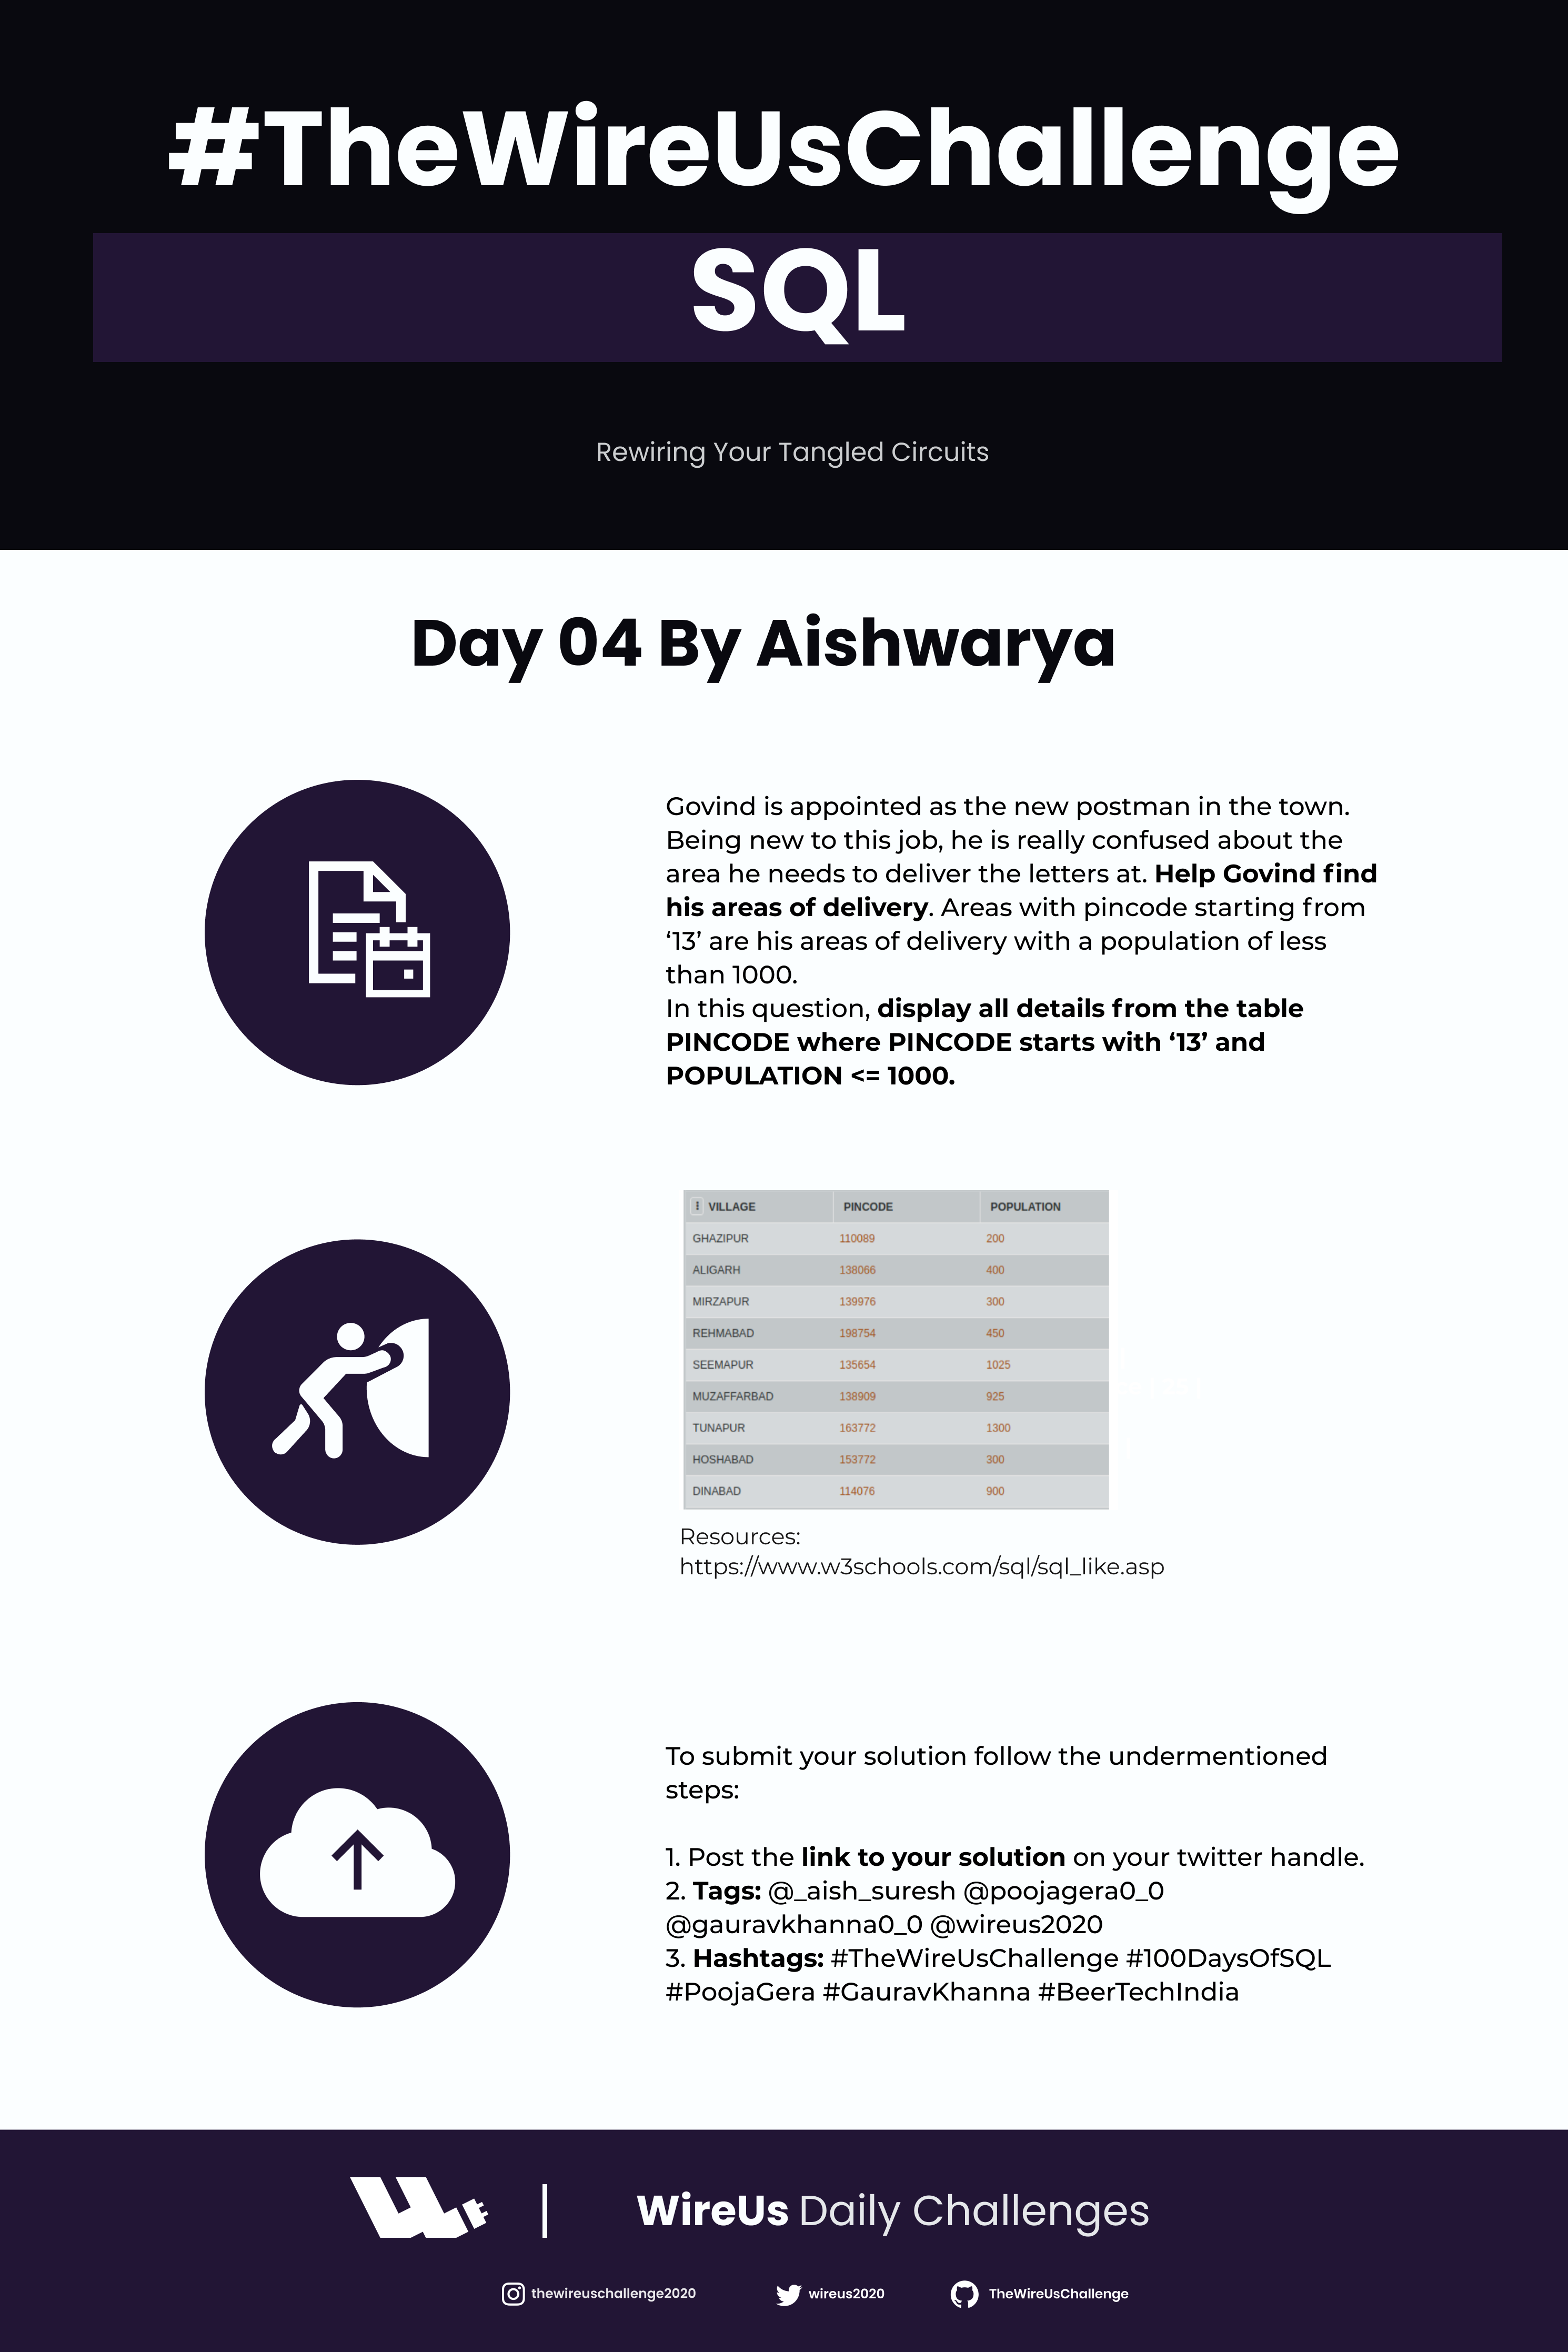 #TheWireUsChallenge
SQL
Rewiring Your Tangled Circuits
Day 04 By Aishwarya
Govind is appointed as the new postman in the town.
Being new to this job, he is really confused about the
area he needs to deliver the letters at. Help Govind find
his areas of delivery. Areas with pincode starting from
‘13’ are his areas of delivery with a population of less
than 1000.
In this question, display all details from the table
PINCODE where PINCODE starts with ‘13’ and
POPULATION <= 1000.
VILLAGE PINCODE POPULATION
GHAZIPUR 110089 200
ALIGARH 138066 400
MIRZAPUR 139976 300
REHMABAD 198754 450
SEEMAPUR 135654 1025
MUZAFFARBAD 138909 925
TUNAPUR 163772 1300
HOSHABAD 153772 300
DINABAD 114076 900
Resources:
https://www.w3schools.com/sql/sql_like.asp
To submit your solution follow the undermentioned
steps:
1. Post the link to your solution on your twitter handle.
2. Tags: @_aish_suresh @poojagera0_0
@gauravkhanna0_0 @wireus2020
3. Hashtags: #TheWireUsChallenge #100DaysOfSQL
#PoojaGera #GauravKhanna #BeerTechIndia
WireUs Daily Challenges
thewireuschallenge2020 wireus2020 TheWireUsChallenge